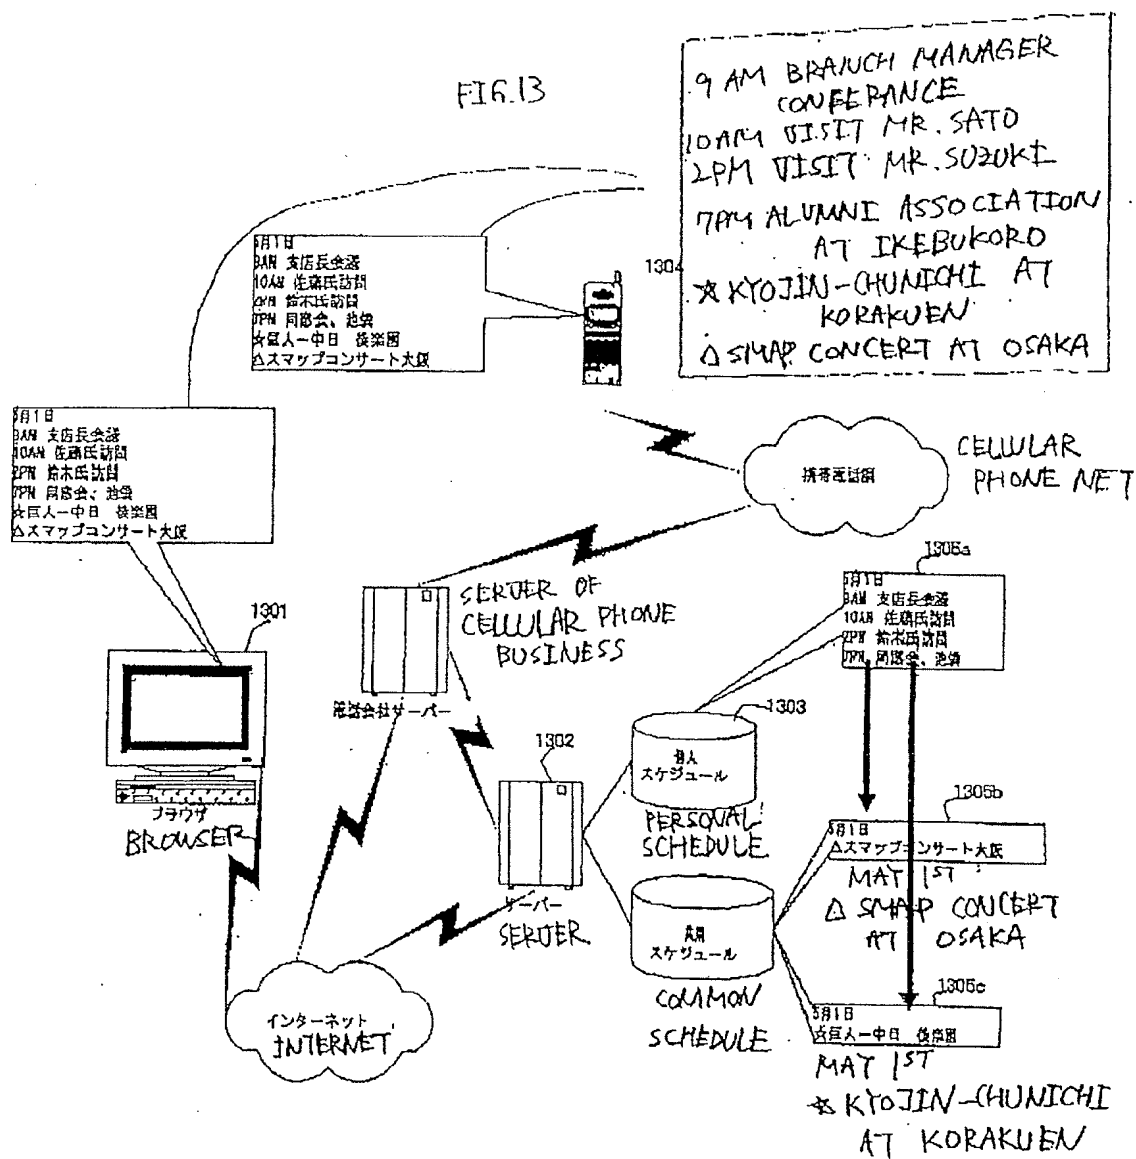 FIG.13
9 AM BRANCH MANAGER
CONFERANCE
10AM VISIT MR. SATO
2PM VISIT MR. SUZUKI
7PM ALUMNI ASSOCIATION
AT IKEBUKORO
☆ KYOJIN-CHUNICHI AT
KORAKUEN
△ SMAP CONCERT AT OSAKA
5月1日
9AM 支店長会議
10AM 佐藤氏訪問
2PM 鈴木氏訪問
7PM 同窓会、池袋
☆巨人ー中日 後楽園
△スマップコンサート大阪
1304
5月1日
9AM 支店長会議
10AM 佐藤氏訪問
2PM 鈴木氏訪問
7PM 同窓会、池袋
☆巨人ー中日 後楽園
△スマップコンサート大阪
携帯電話網
CELLULAR
PHONE NET
1301
ブラウザ
BROWSER
SERVER OF
CELLULAR PHONE
BUSINESS
電話会社サーバー
1305a
5月1日
9AM 支店長会議
10AM 佐藤氏訪問
2PM 鈴木氏訪問
7PM 同窓会、池袋
1302
サーバー
SERVER
1303
個人
スケジュール
PERSONAL
SCHEDULE
1305b
5月1日
△スマップコンサート大阪
MAY 1ST
△ SMAP CONCERT
AT OSAKA
共用
スケジュール
COMMON
SCHEDULE
1305c
5月1日
☆巨人ー中日 後楽園
MAY 1ST
☆ KYOJIN-CHUNICHI
AT KORAKUEN
インターネット
INTERNET